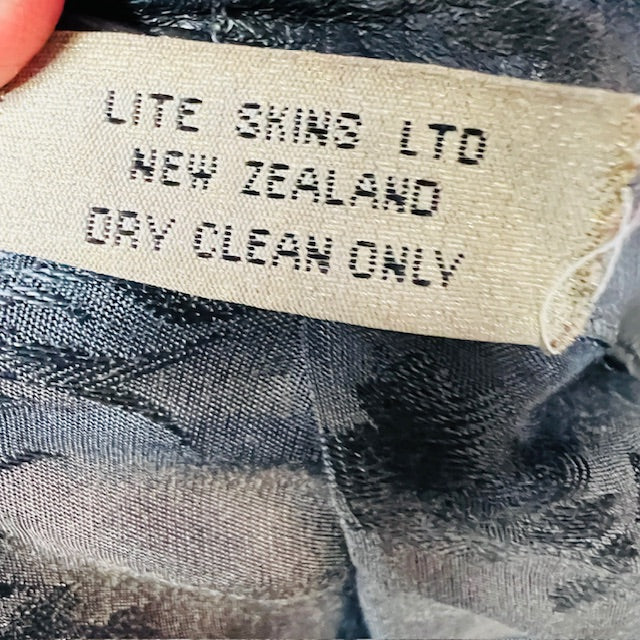 LITE SKINS LTD
NEW ZEALAND
DRY CLEAN ONLY